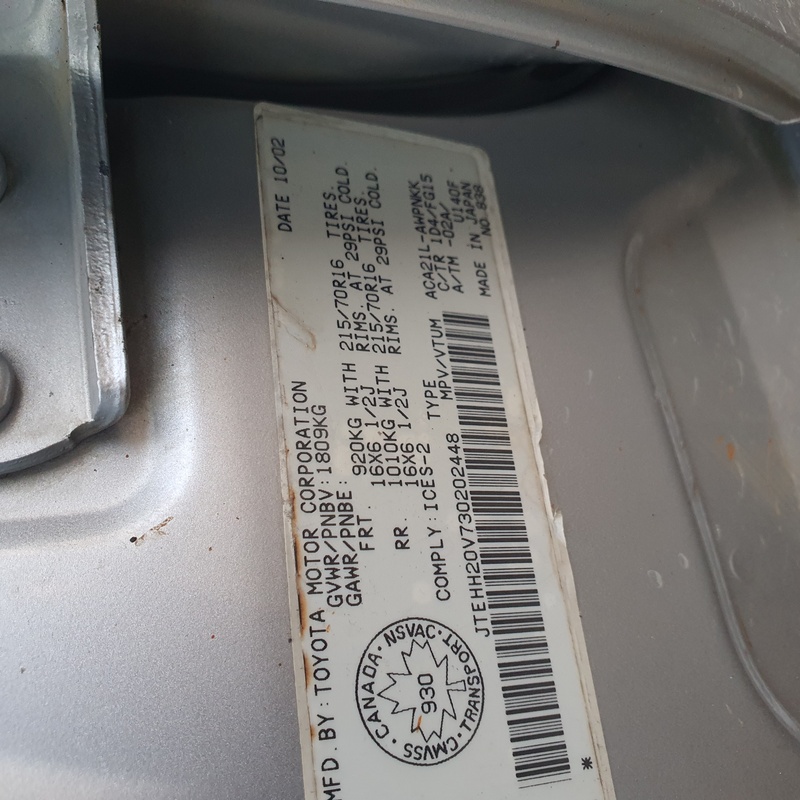 MFD. BY: TOYOTA MOTOR CORPORATION DATE 10/02
GVWR/PNBV: 1809KG
GAWR/PNBE:
FRT. 920KG WITH 215/70R16 TIRES.
16X6 1/2J RIMS. AT 29PSI COLD.
RR. 1010KG WITH 215/70R16 TIRES.
16X6 1/2J RIMS. AT 29PSI COLD.
COMPLY: ICES-2 TYPE MPV/VTUM
JTEHH20V730202448
ACA21L-AWPNKK
C/TR 1D4/FG15
A/TM -02A/ U140F
MADE IN JAPAN
NO 838
CANADA · NSVAC · TRANSPORT · CMVSS ·
930
*